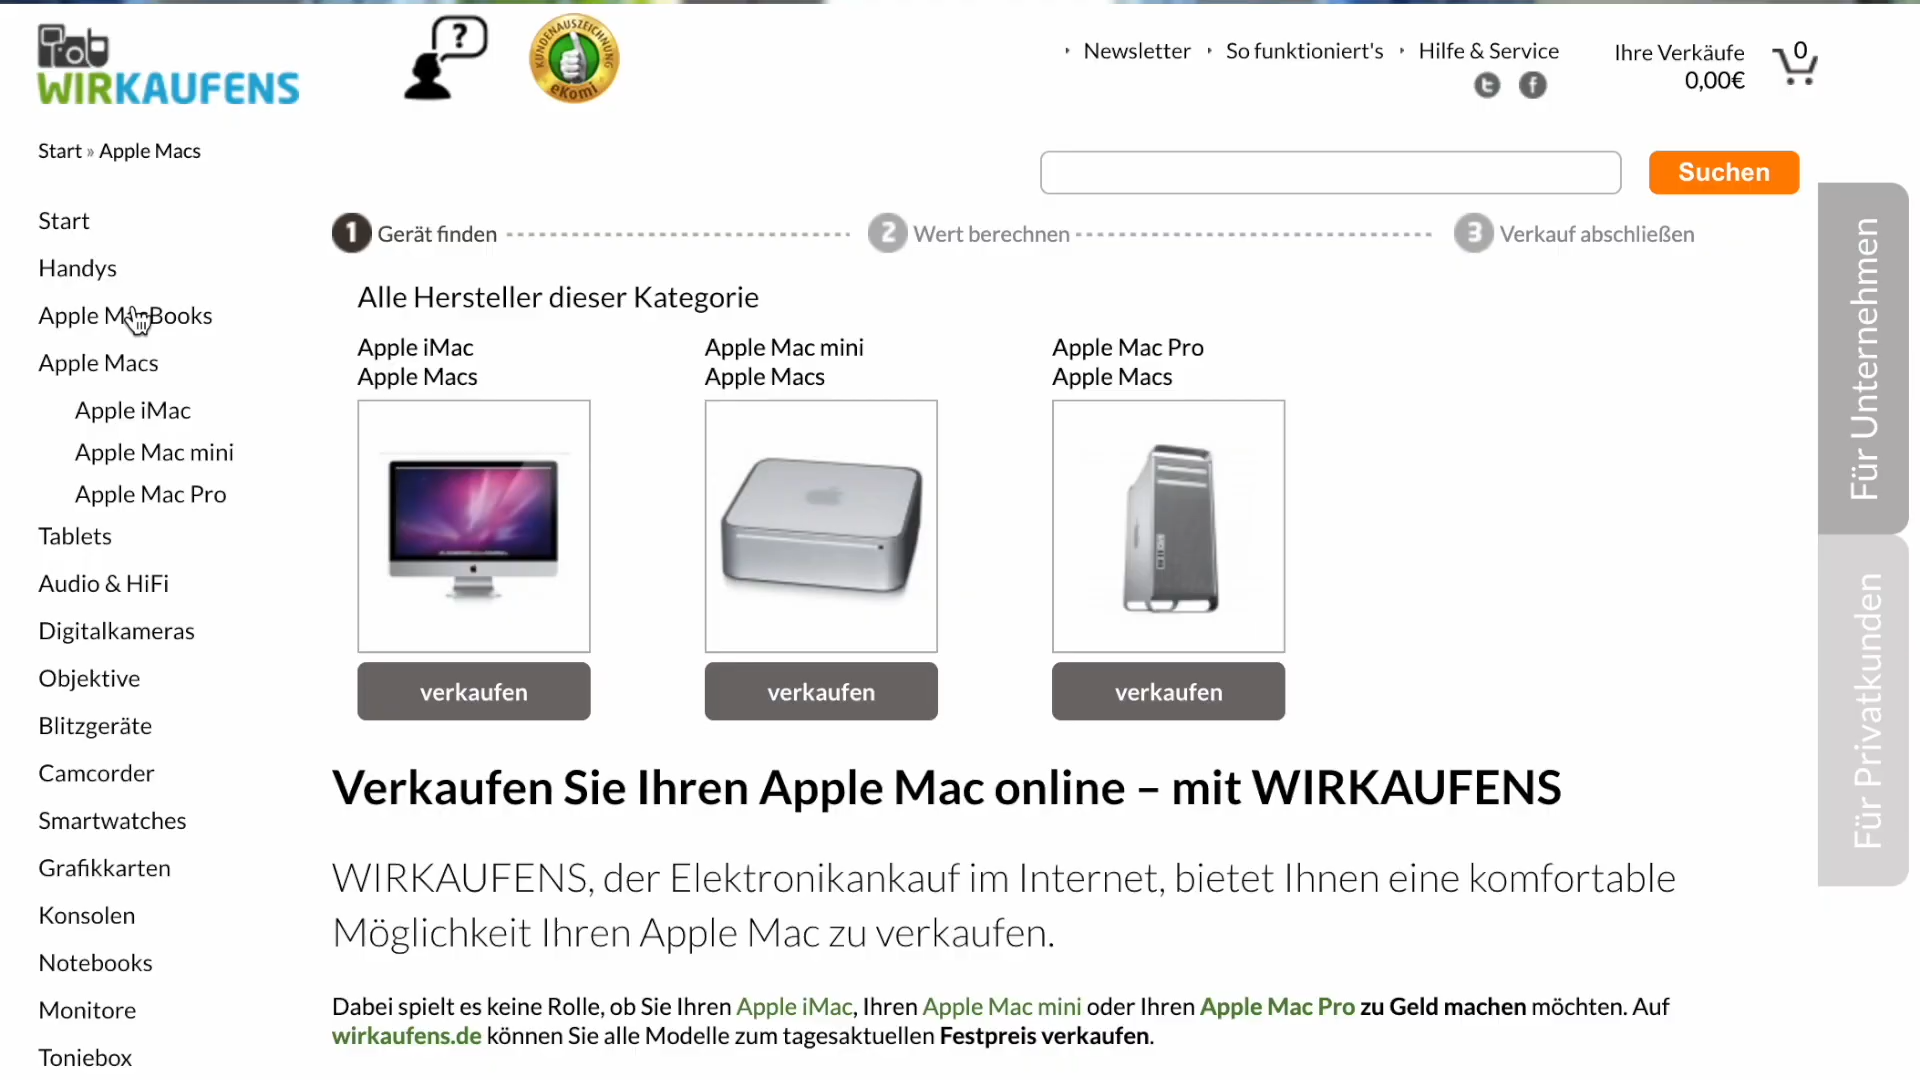 WIRKAUFENS
?
KUNDENAUSZEICHNUNG
eKomi
Newsletter
So funktioniert's
Hilfe & Service
Ihre Verkäufe
0,00€
0
Start » Apple Macs
Suchen
Start
Handys
Apple MacBooks
Apple Macs
Apple iMac
Apple Mac mini
Apple Mac Pro
Tablets
Audio & HiFi
Digitalkameras
Objektive
Blitzgeräte
Camcorder
Smartwatches
Grafikkarten
Konsolen
Notebooks
Monitore
Toniebox
1 Gerät finden
2 Wert berechnen
3 Verkauf abschließen
Alle Hersteller dieser Kategorie
Apple iMac
Apple Macs
verkaufen
Apple Mac mini
Apple Macs
verkaufen
Apple Mac Pro
Apple Macs
verkaufen
Verkaufen Sie Ihren Apple Mac online – mit WIRKAUFENS
WIRKAUFENS, der Elektronikankauf im Internet, bietet Ihnen eine komfortable
Möglichkeit Ihren Apple Mac zu verkaufen.
Dabei spielt es keine Rolle, ob Sie Ihren Apple iMac, Ihren Apple Mac mini oder Ihren Apple Mac Pro zu Geld machen möchten. Auf
wirkaufens.de können Sie alle Modelle zum tagesaktuellen Festpreis verkaufen.
Für Unternehmen
Für Privatkunden